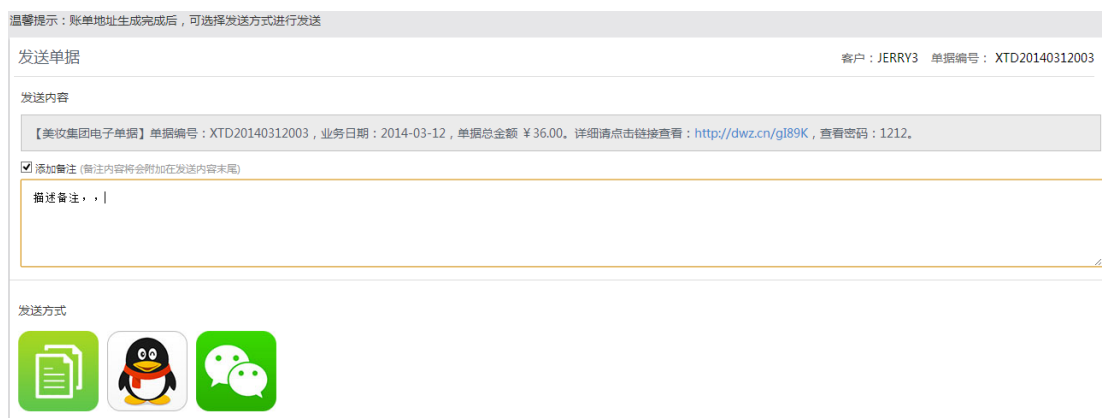 温馨提示：账单地址生成完成后，可选择发送方式进行发送
发送单据 客户：JERRY3 单据编号： XTD20140312003
发送内容
【美妆集团电子单据】单据编号：XTD20140312003，业务日期：2014-03-12，单据总金额 ￥36.00。详细请点击链接查看：http://dwz.cn/gI89K，查看密码：1212。
添加备注 (备注内容将会附加在发送内容末尾)
描述备注，，
发送方式